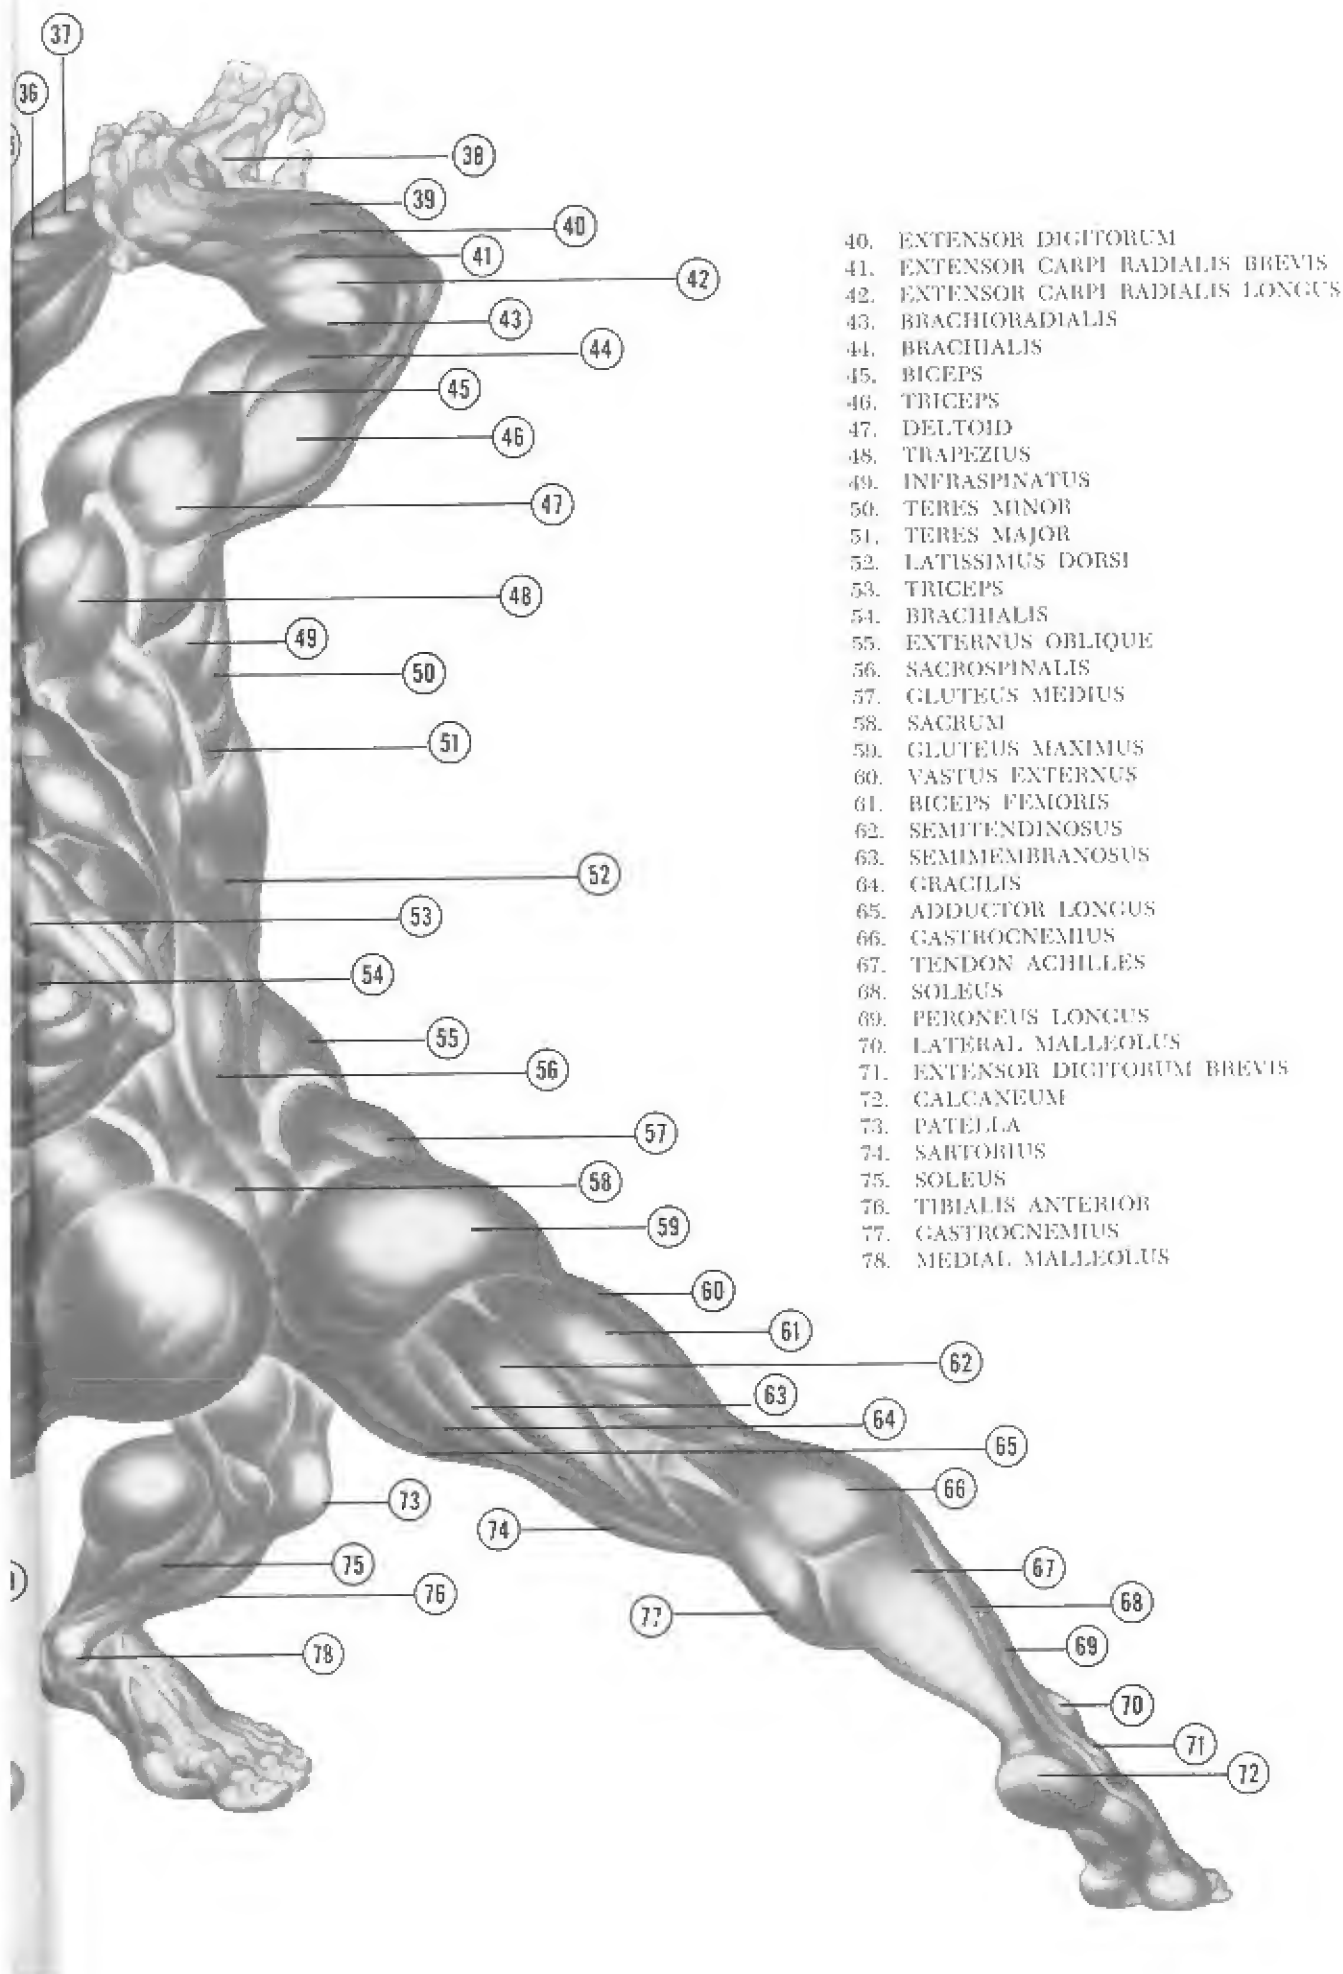 37
36
38
39
40
41
42
43
44
45
46
47
48
49
50
51
52
53
54
55
56
57
58
59
60
61
62
63
64
65
66
73
74
67
75
76
68
77
69
78
70
71
72
40. EXTENSOR DIGITORUM
41. EXTENSOR CARPI RADIALIS BREVIS
42. EXTENSOR CARPI RADIALIS LONGUS
43. BRACHIORADIALIS
44. BRACHIALIS
45. BICEPS
46. TRICEPS
47. DELTOID
48. TRAPEZIUS
49. INFRASPINATUS
50. TERES MINOR
51. TERES MAJOR
52. LATISSIMUS DORSI
53. TRICEPS
54. BRACHIALIS
55. EXTERNUS OBLIQUE
56. SACROSPINALIS
57. GLUTEUS MEDIUS
58. SACRUM
59. GLUTEUS MAXIMUS
60. VASTUS EXTERNUS
61. BICEPS FEMORIS
62. SEMITENDINOSUS
63. SEMIMEMBRANOSUS
64. GRACILIS
65. ADDUCTOR LONGUS
66. GASTROCNEMIUS
67. TENDON ACHILLES
68. SOLEUS
69. PERONEUS LONGUS
70. LATERAL MALLEOLUS
71. EXTENSOR DIGITORUM BREVIS
72. CALCANEUM
73. PATELLA
74. SARTORIUS
75. SOLEUS
76. TIBIALIS ANTERIOR
77. GASTROCNEMIUS
78. MEDIAL MALLEOLUS